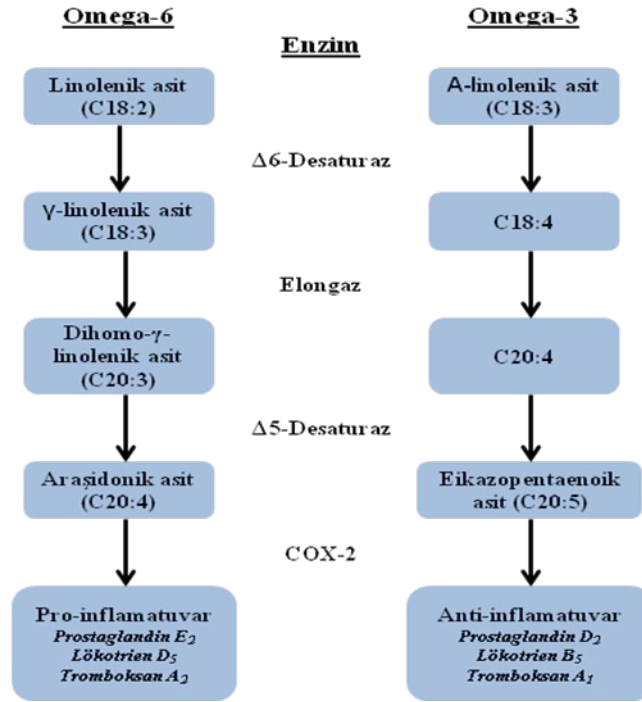 Omega-6
Enzim
Omega-3
Linolenik asit
(C18:2)
A-linolenik asit
(C18:3)
Δ6-Desaturaz
γ-linolenik asit
(C18:3)
C18:4
Elongaz
Dihomo-γ-
linolenik asit
(C20:3)
C20:4
Δ5-Desaturaz
Araşidonik asit
(C20:4)
Eikazopentaenoik
asit (C20:5)
COX-2
Pro-inflamatuvar
Prostaglandin E₂
Lökotrien D₅
Tromboksan A₂
Anti-inflamatuvar
Prostaglandin D₂
Lökotrien B₅
Tromboksan A₁